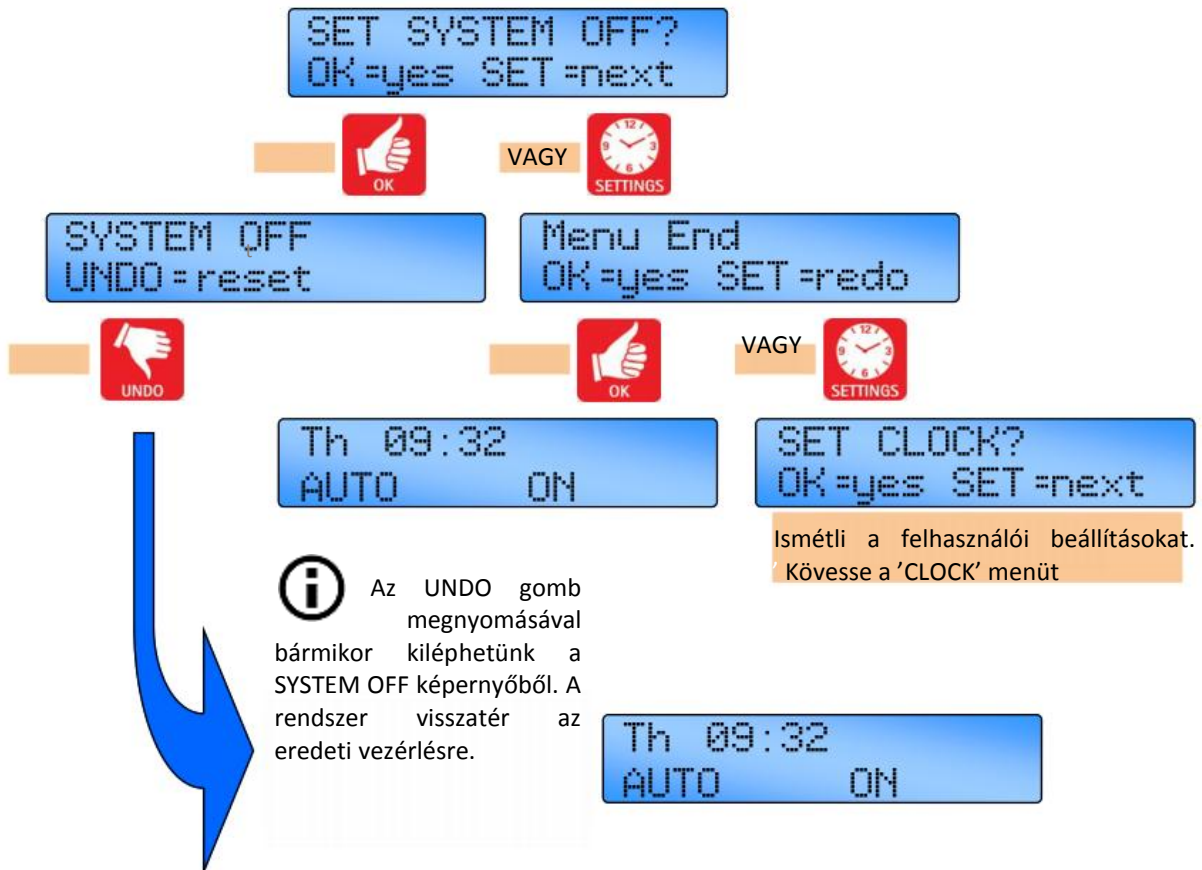 SET SYSTEM OFF?
OK=yes SET=next
OK
VAGY
SETTINGS
SYSTEM OFF
UNDO=reset
Menu End
OK=yes SET=redo
UNDO
OK
VAGY
SETTINGS
Th 09:32
AUTO ON
SET CLOCK?
OK=yes SET=next
Ismétli a felhasználói beállításokat.
' Kövesse a ’CLOCK’ menüt
Az UNDO gomb
megnyomásával
bármikor kiléphetünk a
SYSTEM OFF képernyőből. A
rendszer visszatér az
eredeti vezérlésre.
Th 09:32
AUTO ON